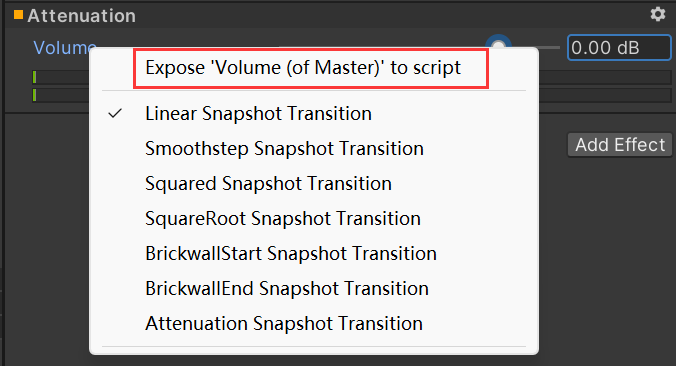 Attenuation
Volume
0.00 dB
Expose 'Volume (of Master)' to script
Linear Snapshot Transition
Smoothstep Snapshot Transition
Add Effect
Squared Snapshot Transition
SquareRoot Snapshot Transition
BrickwallStart Snapshot Transition
BrickwallEnd Snapshot Transition
Attenuation Snapshot Transition